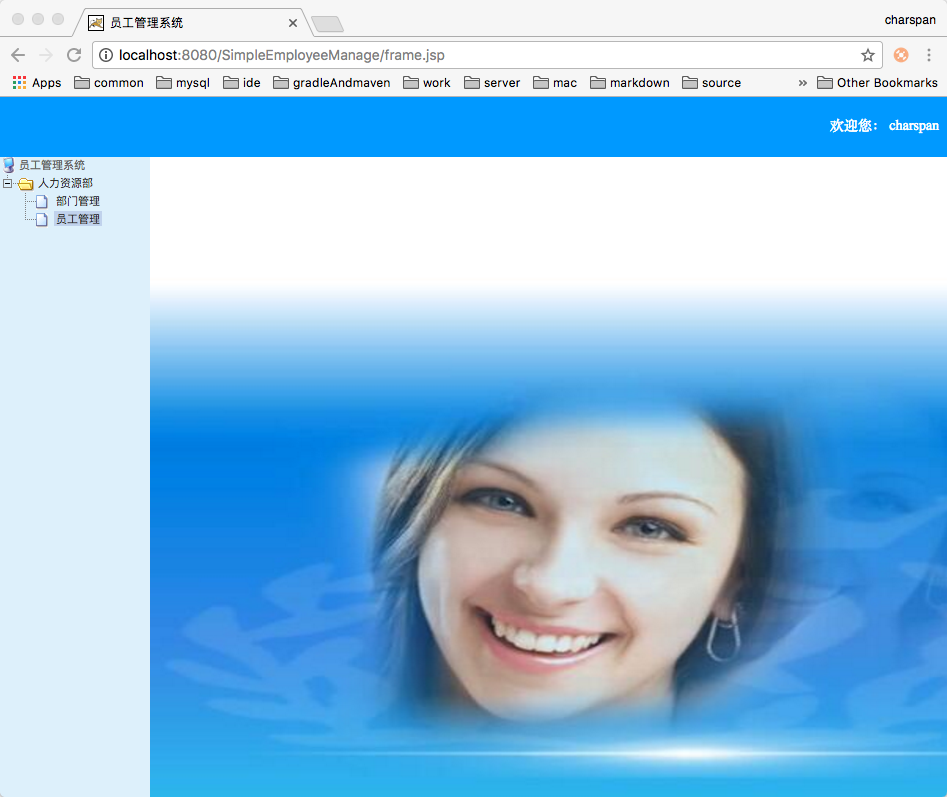 员工管理系统
charspan
localhost:8080/SimpleEmployeeManage/frame.jsp
Apps common mysql ide gradleAndmaven work server mac markdown source » Other Bookmarks
欢迎您： charspan
员工管理系统
人力资源部
部门管理
员工管理